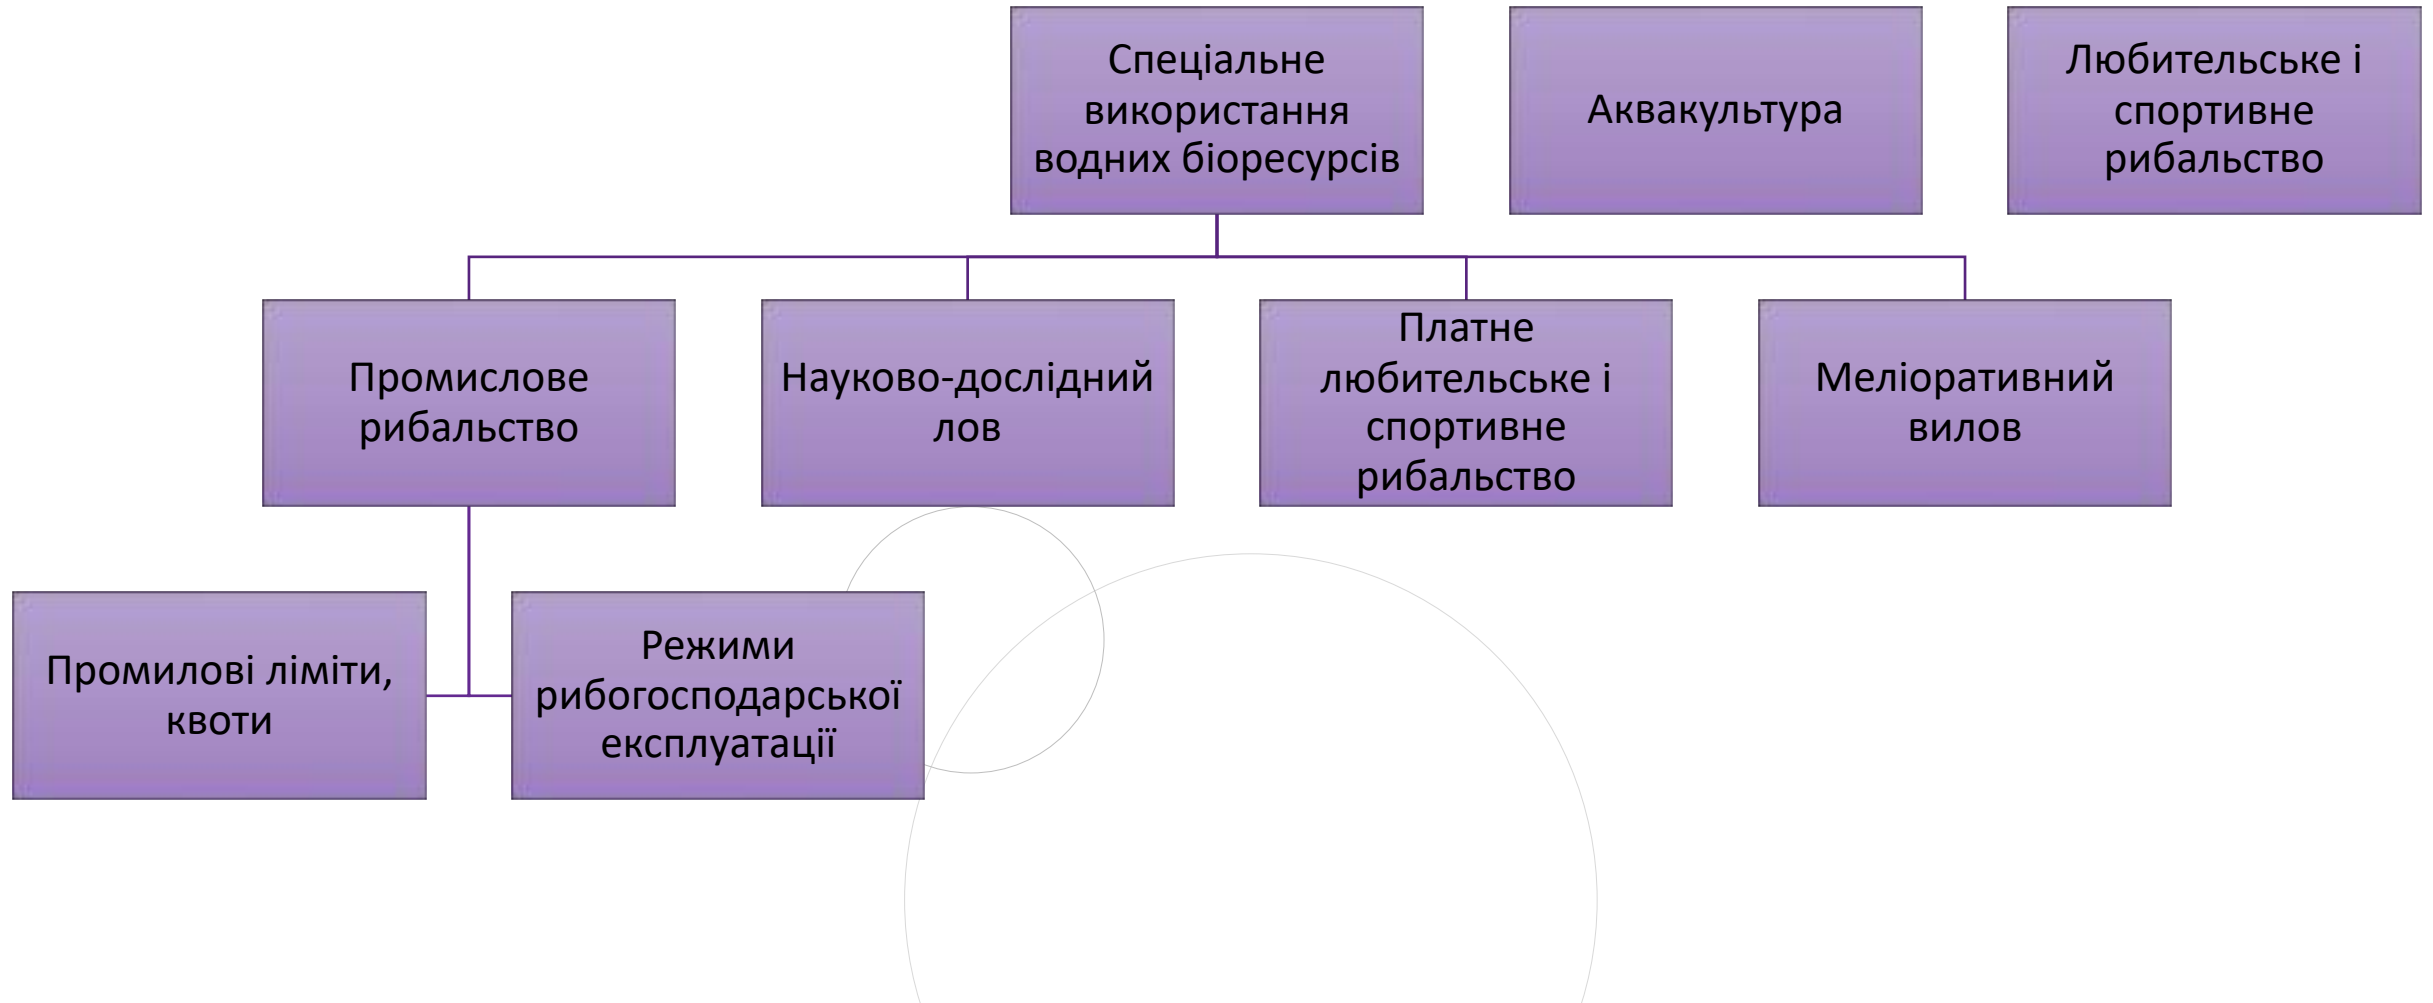 Спеціальне
використання
водних біоресурсів
Аквакультура
Любительське і
спортивне
рибальство
Промислове
рибальство
Науково-дослідний
лов
Платне
любительське і
спортивне
рибальство
Меліоративний
вилов
Промилові ліміти,
квоти
Режими
рибогосподарської
експлуатації